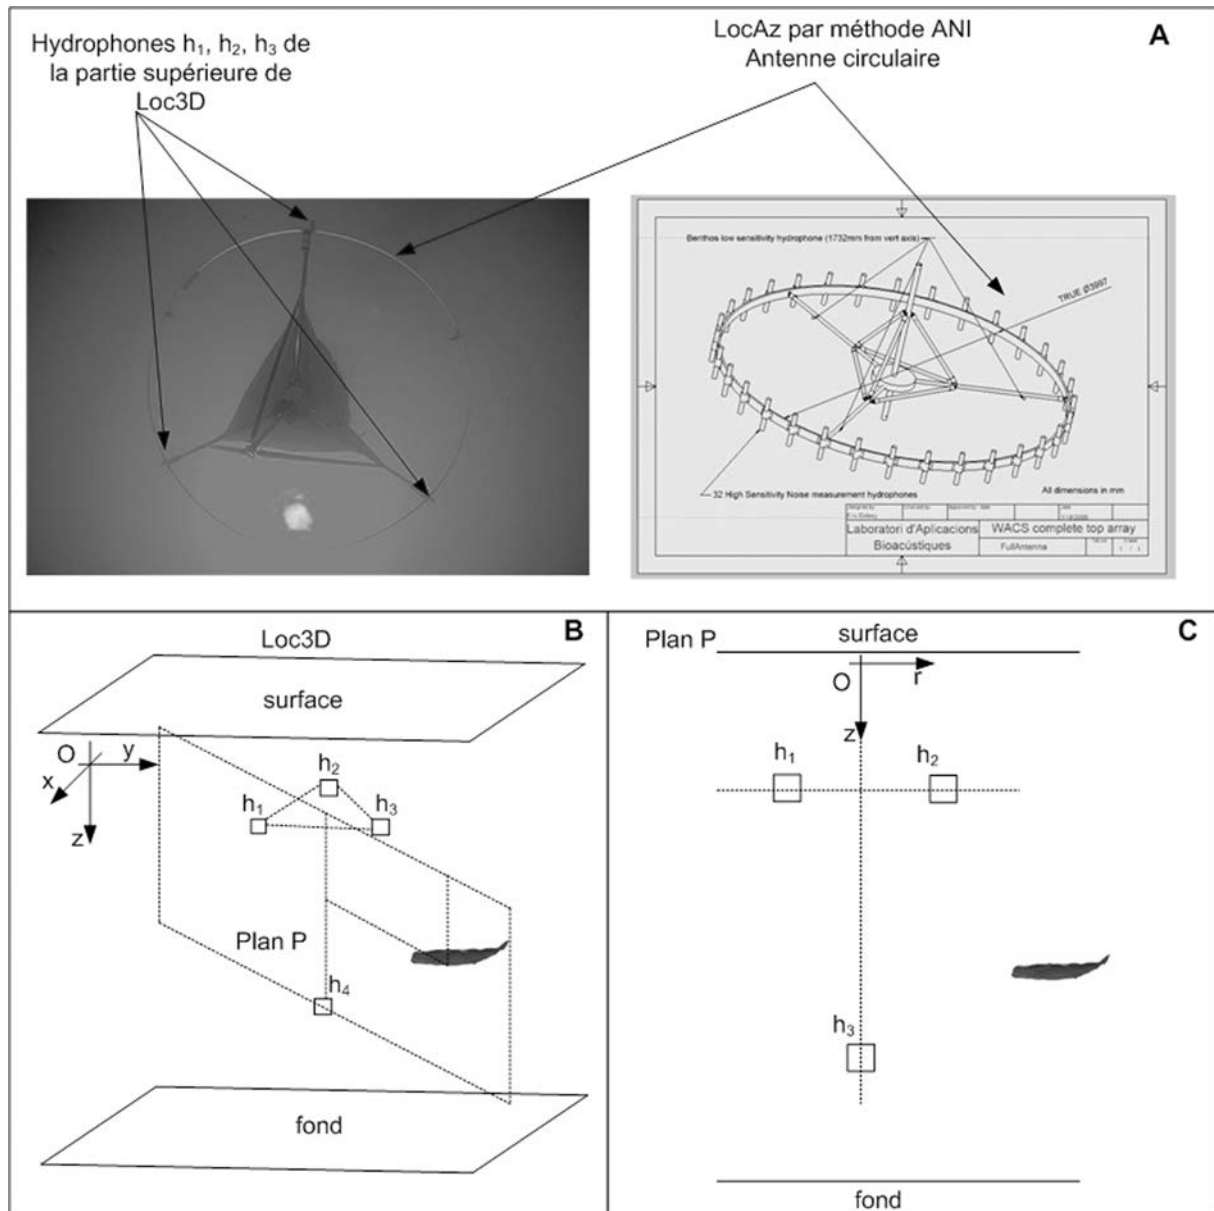 Hydrophones h1, h2, h3 de
la partie supérieure de
Loc3D
LocAz par méthode ANI
Antenne circulaire
A
Benthos low sensitivity hydrophone (1732mm from vert axis)
TRUE Ø3997
32 High Sensitivity Noise measurement hydrophones
All dimensions in mm
Laboratori d'Aplicacions
Bioacústiques
WACS complete top array
FullAntenna
B
Loc3D
surface
O
y
x
z
h2
h1
h3
Plan P
h4
fond
C
Plan P
surface
O
r
z
h1
h2
h3
fond